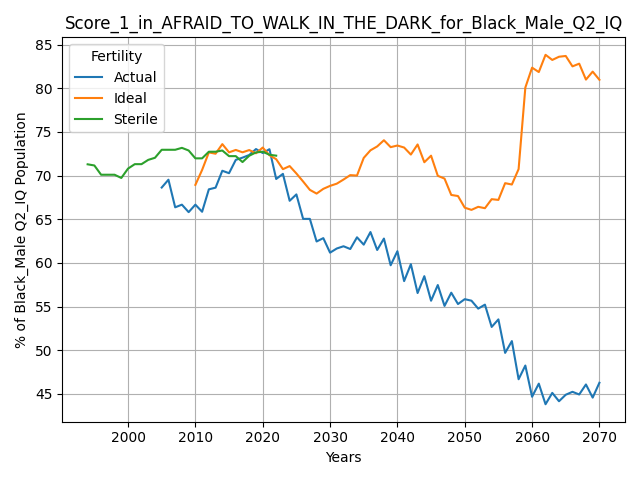 Score_1_in_AFRAID_TO_WALK_IN_THE_DARK_for_Black_Male_Q2_IQ
Fertility
Actual
Ideal
Sterile
% of Black_Male Q2_IQ Population
85
80
75
70
65
60
55
50
45
2000
2010
2020
2030
2040
2050
2060
2070
Years